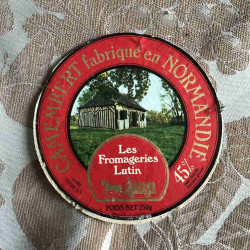 CAMEMBERT fabriqué en NORMANDIE
45%
Les
Fromageries
Lutin
POIDS NET 250g